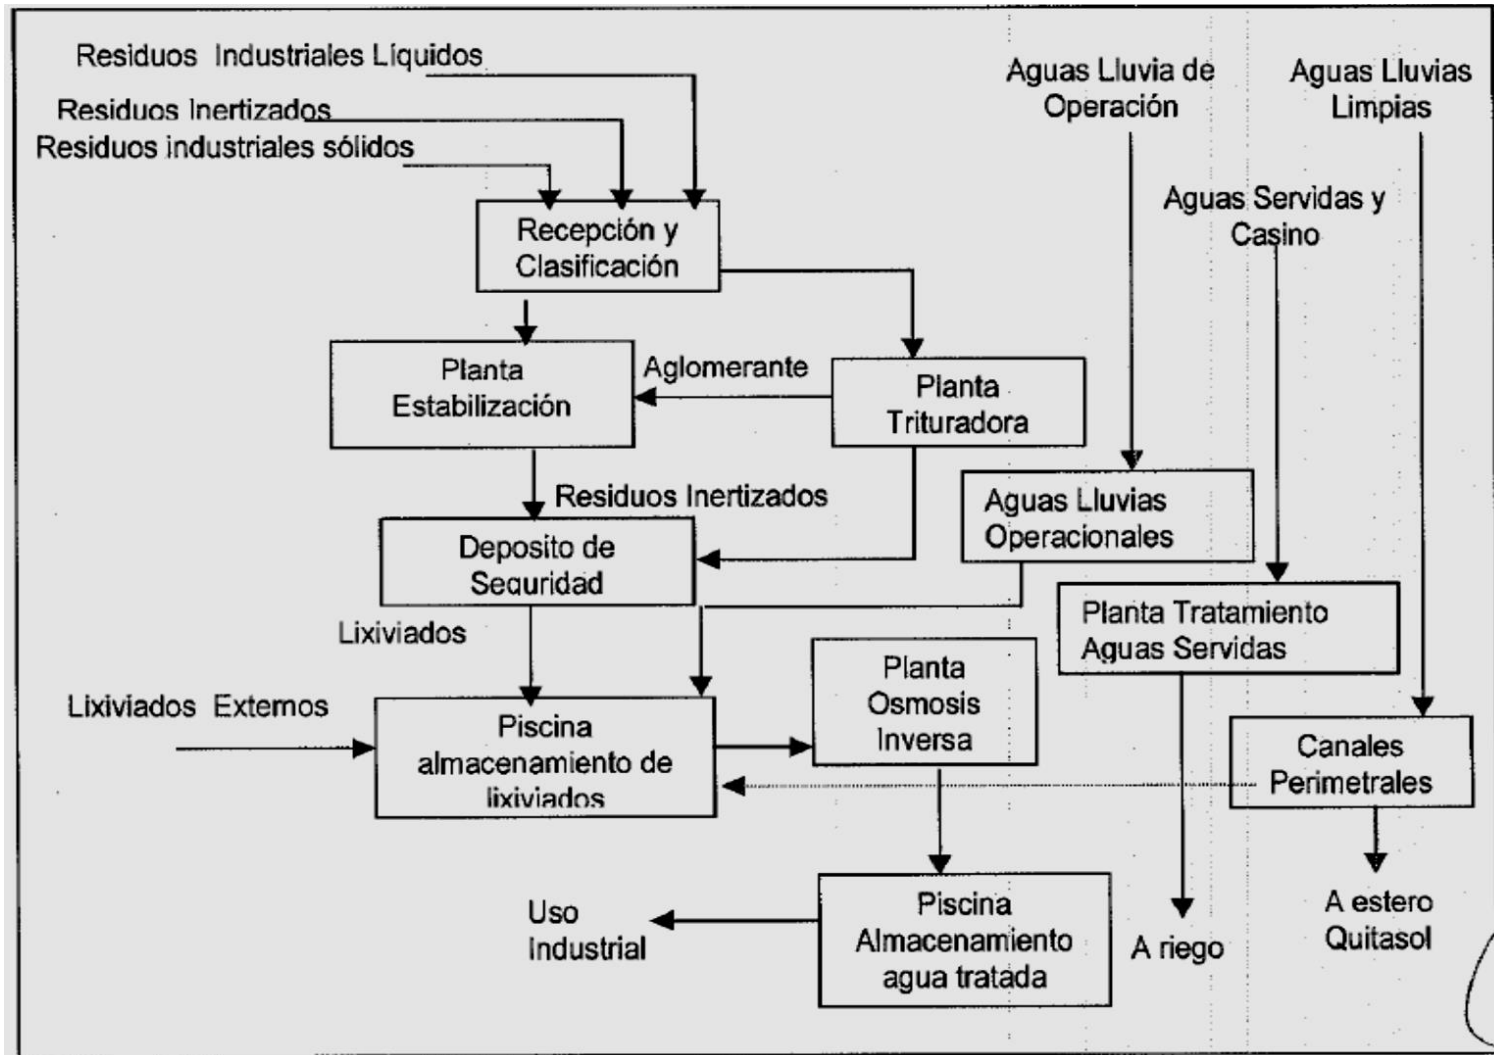 Residuos Industriales Líquidos
Residuos Inertizados
Residuos industriales sólidos
Aguas Lluvia de
Operación
Aguas Lluvias
Limpias
Aguas Servidas y
Casino
Recepción y
Clasificación
Planta
Estabilización
Aglomerante
Planta
Trituradora
Residuos Inertizados
Aguas Lluvias
Operacionales
Deposito de
Seguridad
Planta Tratamiento
Aguas Servidas
Lixiviados
Planta
Osmosis
Inversa
Lixiviados Externos
Piscina
almacenamiento de
lixiviados
Canales
Perimetrales
Piscina
Almacenamiento
agua tratada
Uso
Industrial
A riego
A estero
Quitasol